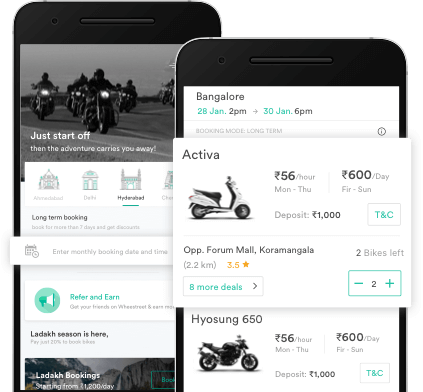 Just start off
then the adventure carries you away!
Ahmedabad
Delhi
Hyderabad
Long term booking
book for more than 7 days and get discounts
Enter monthly booking date and time
Refer and Earn
Get your friends on Wheelstreet & earn
Ladakh season is here,
Pay just 20% to book bikes
Ladakh Bookings
Starting from ₹1,200/day
Book
Bangalore
28 Jan. 2pm → 30 Jan. 6pm
BOOKING MODE: LONG TERM
Activa
₹56/hour
Mon - Thu
₹600/Day
Fir - Sun
Deposit: ₹1,000
T&C
Opp. Forum Mall, Koramangala
2 Bikes left
(2.2 km) 3.5 ★
8 more deals >
− 2 +
Hyosung 650
₹56/hour
Mon - Thu
₹600/Day
Fir - Sun
Deposit: ₹1,000
T&C